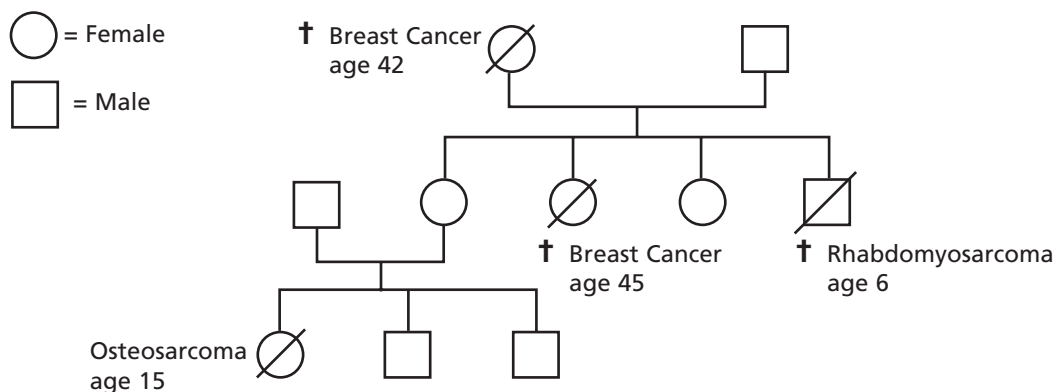 = Female
= Male
† Breast Cancer
age 42
† Breast Cancer
age 45
† Rhabdomyosarcoma
age 6
Osteosarcoma
age 15